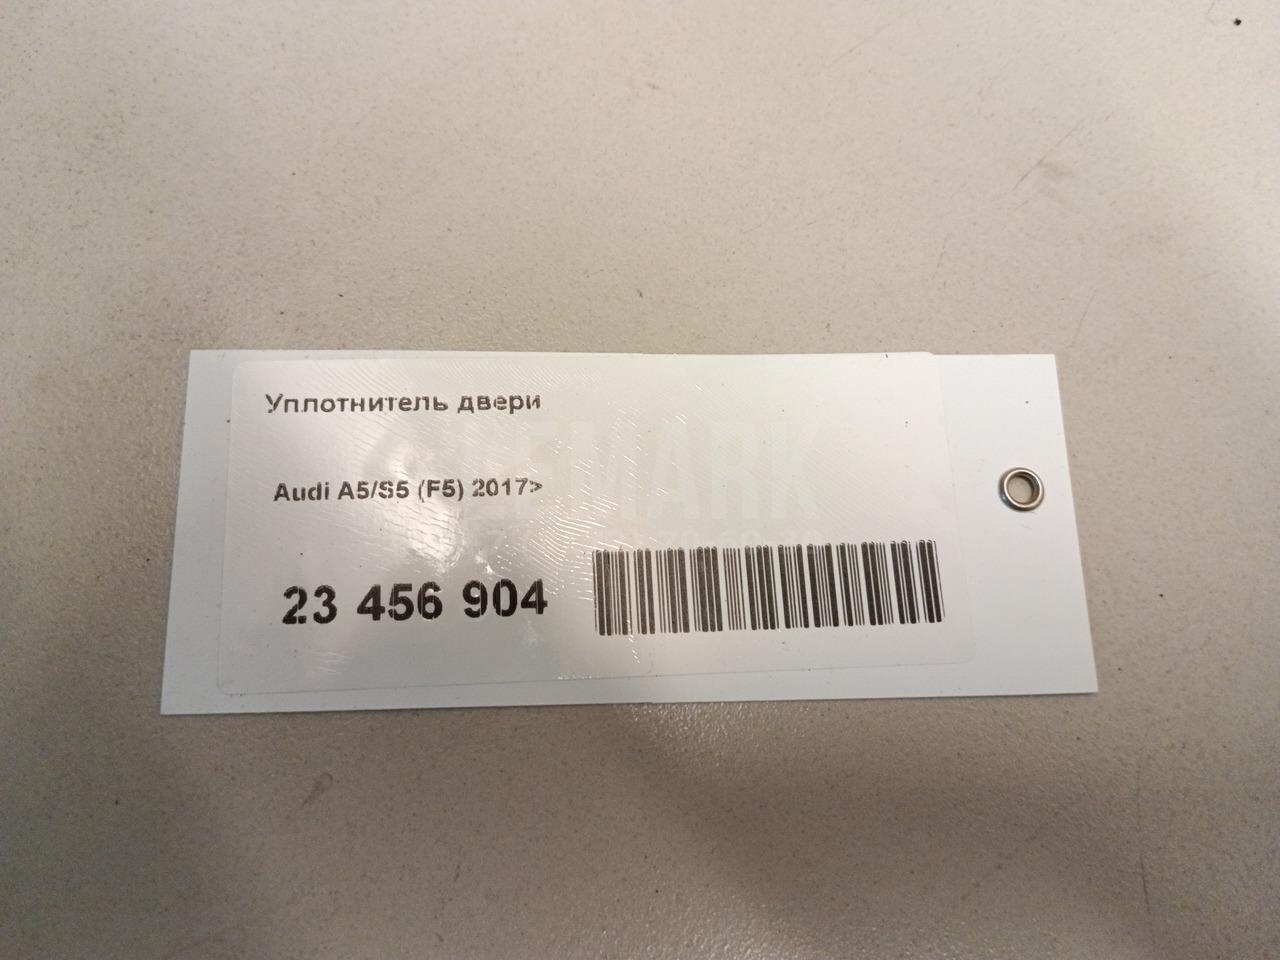 Уплотнитель двери
Audi A5/S5 (F5) 2017>
23 456 904